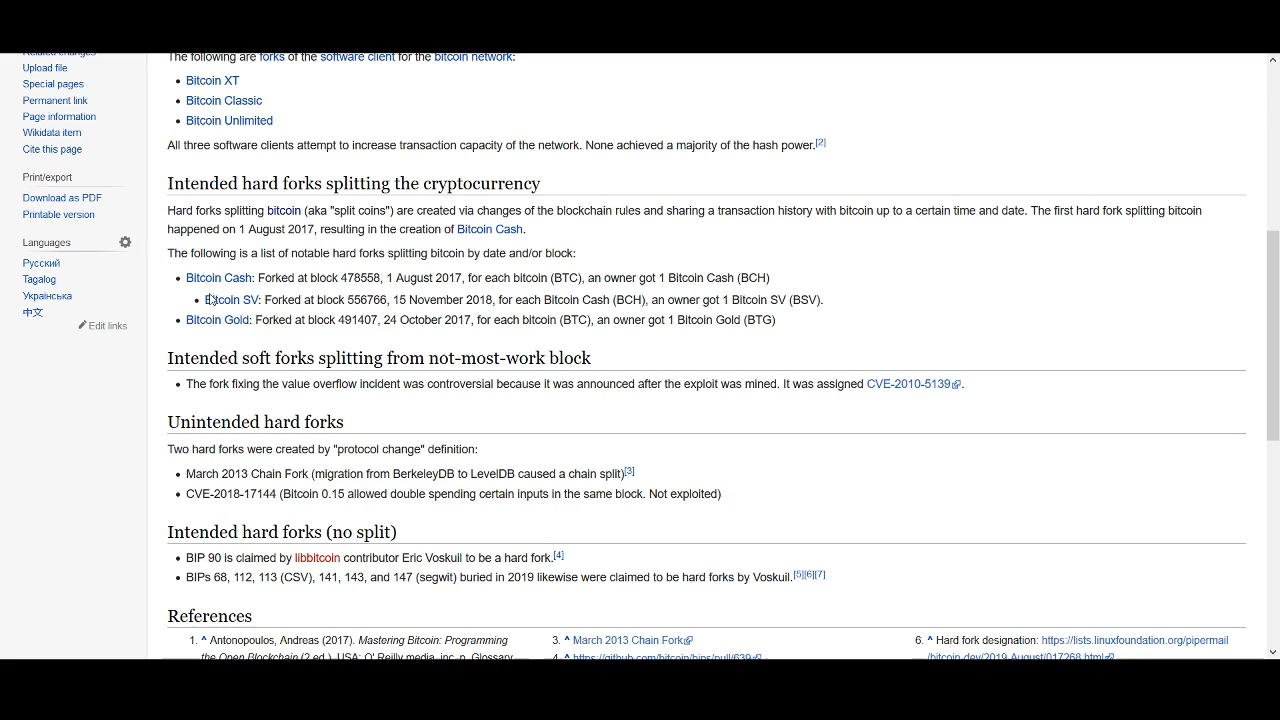 Related changes
Upload file
Special pages
Permanent link
Page information
Wikidata item
Cite this page
Print/export
Download as PDF
Printable version
Languages
Русский
Tagalog
Українська
中文
Edit links
The following are forks of the software client for the bitcoin network:
• Bitcoin XT
• Bitcoin Classic
• Bitcoin Unlimited
All three software clients attempt to increase transaction capacity of the network. None achieved a majority of the hash power.[2]
Intended hard forks splitting the cryptocurrency
Hard forks splitting bitcoin (aka "split coins") are created via changes of the blockchain rules and sharing a transaction history with bitcoin up to a certain time and date. The first hard fork splitting bitcoin
happened on 1 August 2017, resulting in the creation of Bitcoin Cash.
The following is a list of notable hard forks splitting bitcoin by date and/or block:
• Bitcoin Cash: Forked at block 478558, 1 August 2017, for each bitcoin (BTC), an owner got 1 Bitcoin Cash (BCH)
• Bitcoin SV: Forked at block 556766, 15 November 2018, for each Bitcoin Cash (BCH), an owner got 1 Bitcoin SV (BSV).
• Bitcoin Gold: Forked at block 491407, 24 October 2017, for each bitcoin (BTC), an owner got 1 Bitcoin Gold (BTG)
Intended soft forks splitting from not-most-work block
• The fork fixing the value overflow incident was controversial because it was announced after the exploit was mined. It was assigned CVE-2010-5139.
Unintended hard forks
Two hard forks were created by "protocol change" definition:
• March 2013 Chain Fork (migration from BerkeleyDB to LevelDB caused a chain split)[3]
• CVE-2018-17144 (Bitcoin 0.15 allowed double spending certain inputs in the same block. Not exploited)
Intended hard forks (no split)
• BIP 90 is claimed by libbitcoin contributor Eric Voskuil to be a hard fork.[4]
• BIPs 68, 112, 113 (CSV), 141, 143, and 147 (segwit) buried in 2019 likewise were claimed to be hard forks by Voskuil.[5][6][7]
References
1. ^ Antonopoulos, Andreas (2017). Mastering Bitcoin: Programming
the Open Blockchain (2 ed.). USA: O' Reilly media, inc. p. Glossary.
3. ^ March 2013 Chain Fork
4. ^ https://github.com/bitcoin/bips/pull/639
6. ^ Hard fork designation: https://lists.linuxfoundation.org/pipermail
/bitcoin-dev/2019-August/017268.html